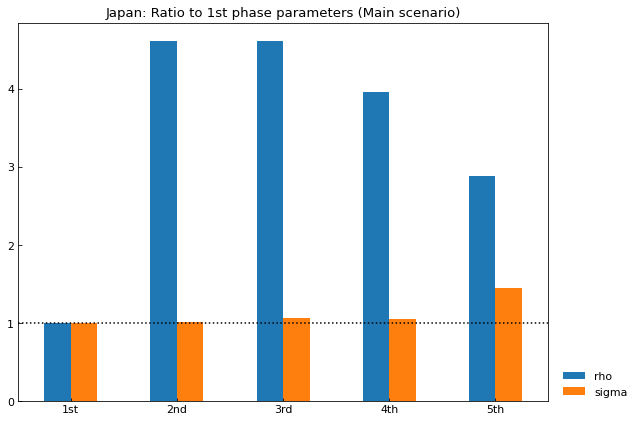 Japan: Ratio to 1st phase parameters (Main scenario)
4
3
2
1
0
1st 2nd 3rd 4th 5th
rho
sigma